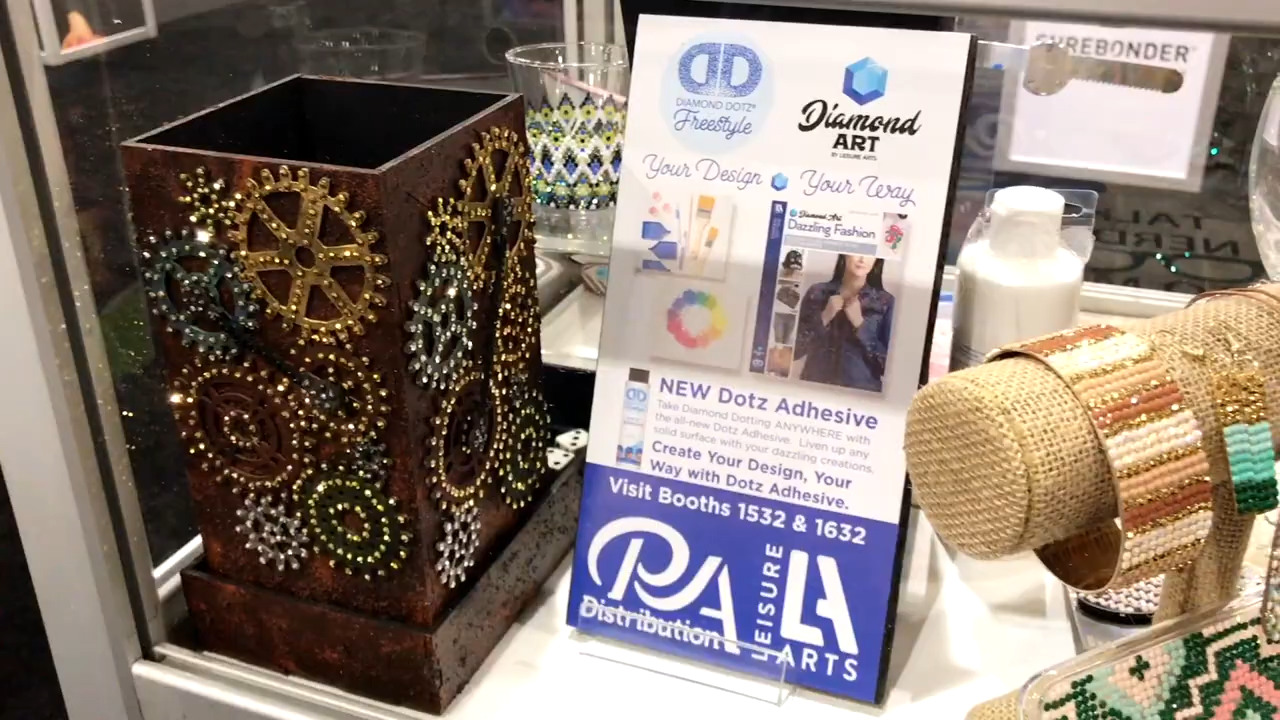 SUREBONDER®
DD
DIAMOND DOTZ®
Freestyle
Diamond
ART
BY LEISURE ARTS
Your Design Your Way
Diamond Art
Dazzling Fashion
NEW Dotz Adhesive
Take Diamond Dotting ANYWHERE with
the all-new Dotz Adhesive. Liven up any
solid surface with your dazzling creations.
Create Your Design, Your
Way with Dotz Adhesive.
Visit Booths 1532 & 1632
PA
Distribution
LEISURE
LA
ARTS